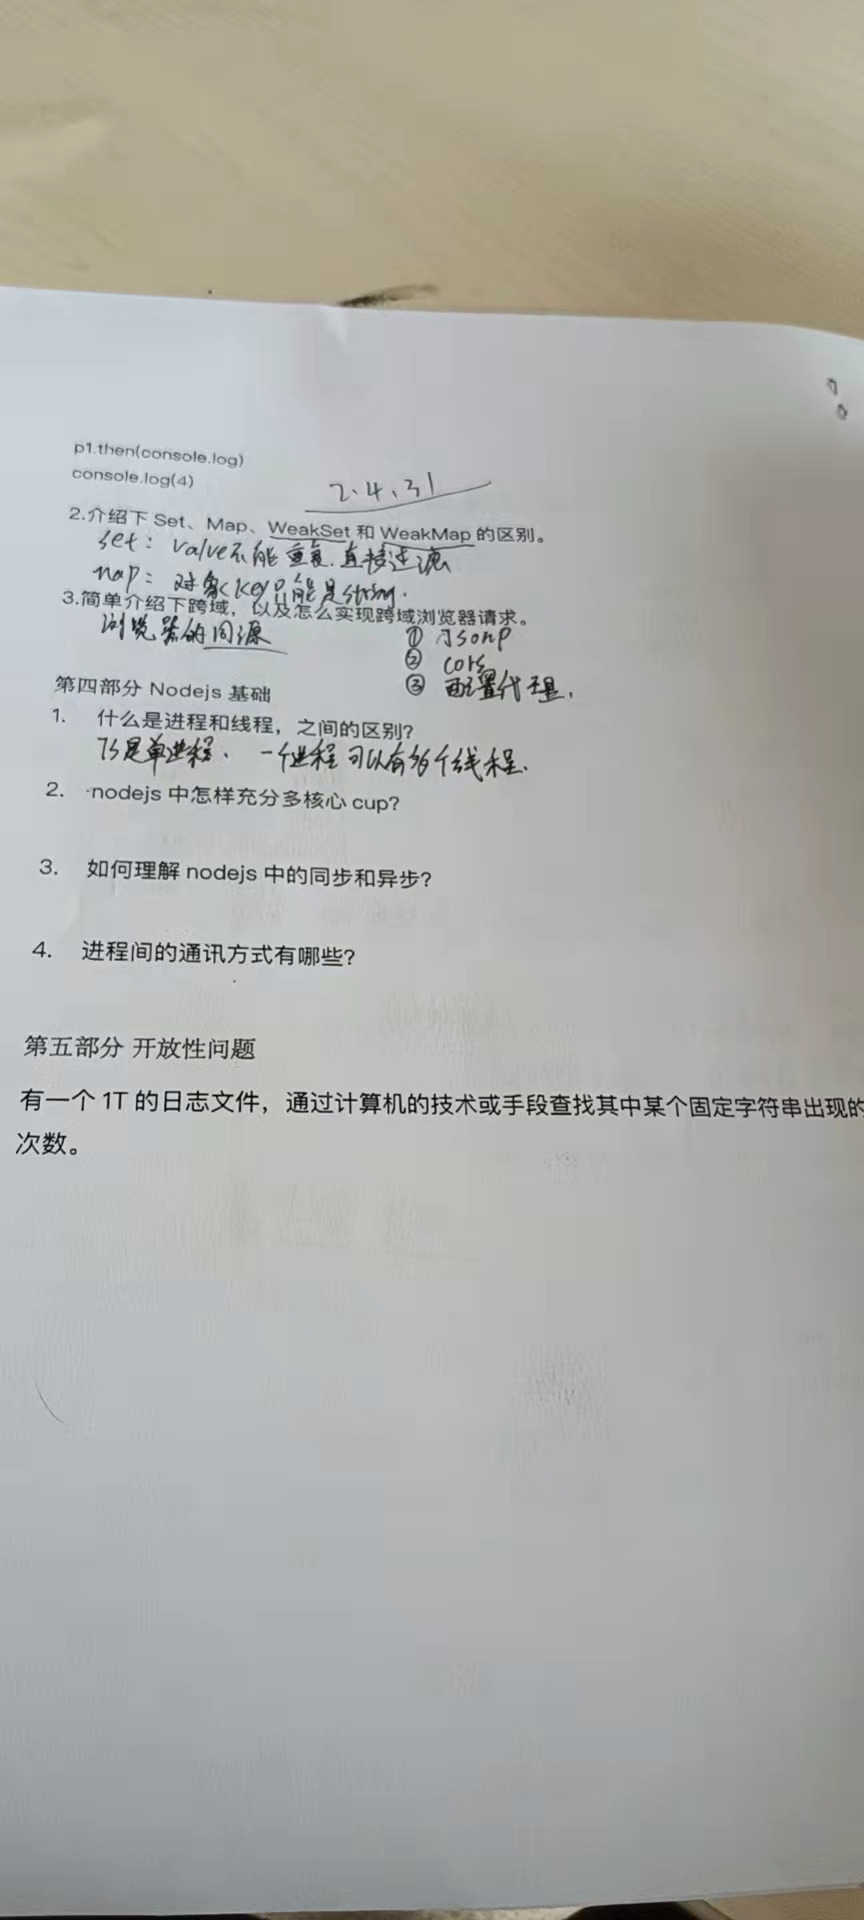 p1.then(console.log)
console.log(4)
2.4.31
2.介绍下 Set、Map、WeakSet 和 WeakMap 的区别。
set: value不能重复.直接过滤
map: 对象<key只能是string.
3.简单介绍下跨域，以及怎么实现跨域浏览器请求。
浏览器的同源
① Jsonp
② cors
③ 配置代理.
第四部分 Nodejs 基础
1. 什么是进程和线程，之间的区别?
JS是单进程. 一个进程可以有多个线程.
2. nodejs 中怎样充分多核心 cup?
3. 如何理解 nodejs 中的同步和异步?
4. 进程间的通讯方式有哪些?
第五部分 开放性问题
有一个 1T 的日志文件，通过计算机的技术或手段查找其中某个固定字符串出现的
次数。